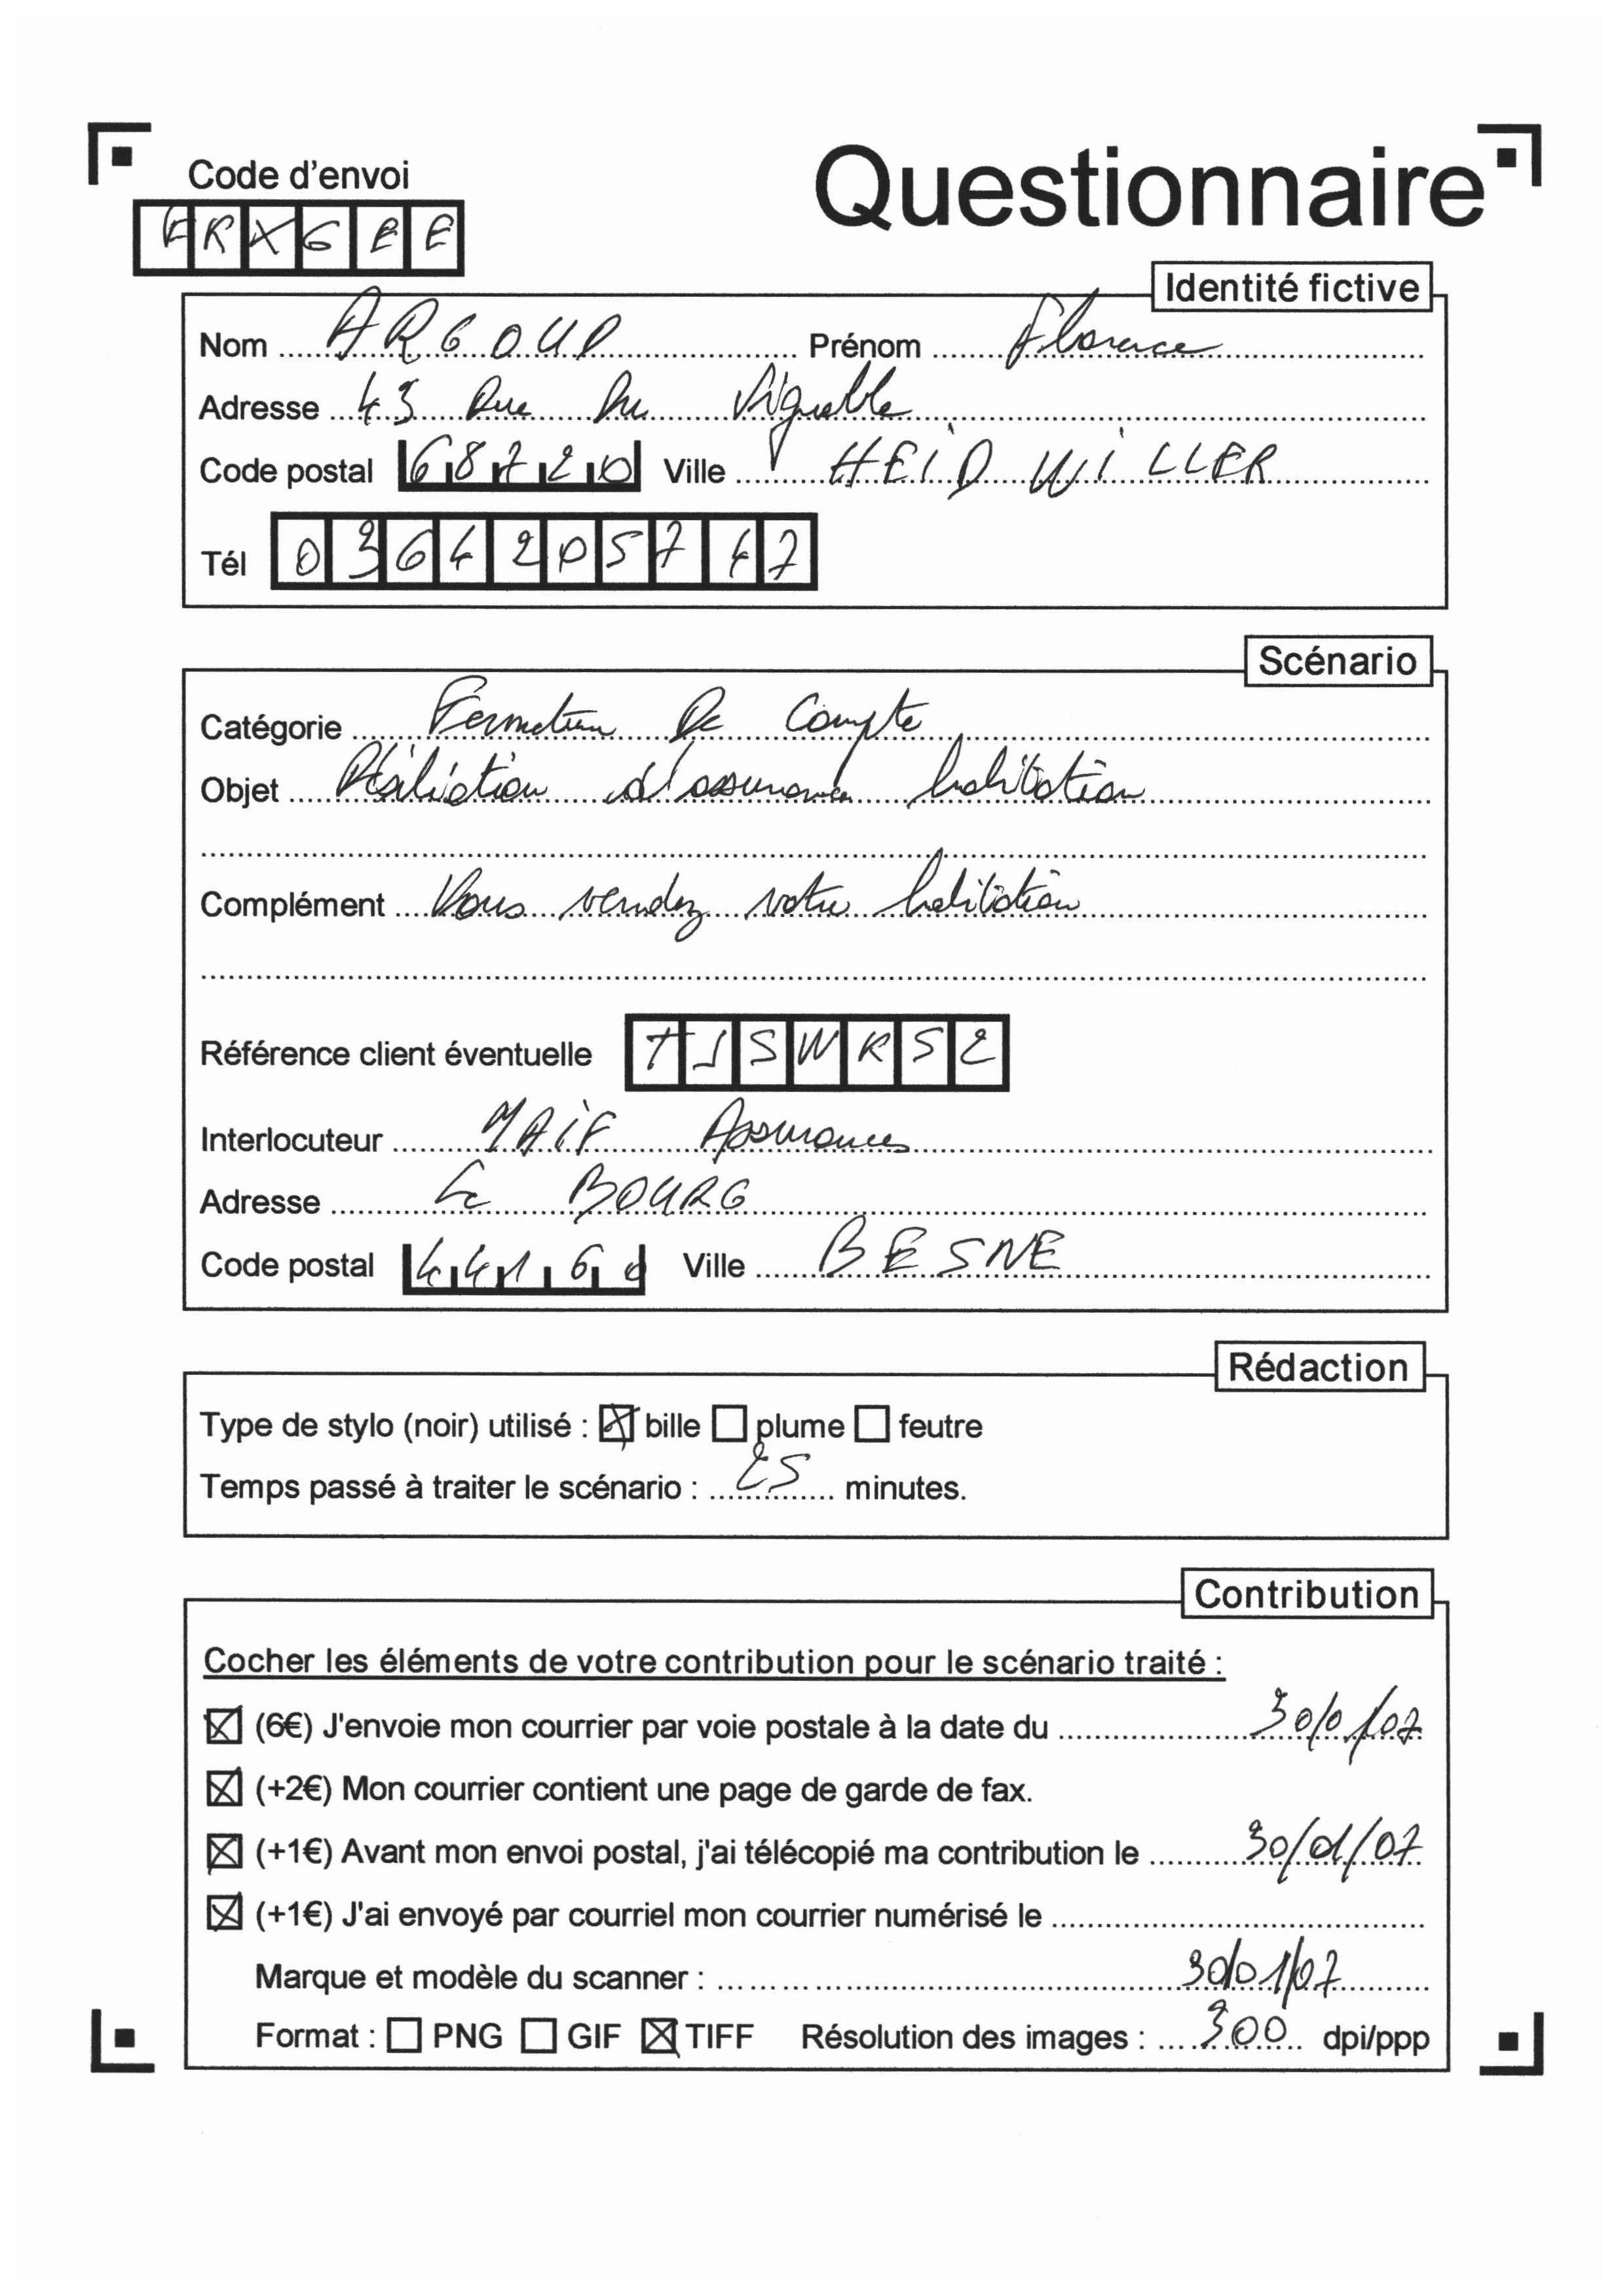 Code d'envoi
Questionnaire
FRXGEE
Identité fictive
Nom ARGOUD Prénom Florence
Adresse 43 Rue Du Vignoble
Code postal 68720 Ville HEIDWILLER
Tél 0364205747
Scénario
Catégorie Fermeture De Compte
Objet Résiliation d'assurance habitation
Complément Vous vendez votre habitation
Référence client éventuelle TJSWKS2
Interlocuteur MAIF Assurances
Adresse Le BOURG
Code postal 44160 Ville BESNE
Rédaction
Type de stylo (noir) utilisé : bille plume feutre
Temps passé à traiter le scénario : 25 minutes.
Contribution
Cocher les éléments de votre contribution pour le scénario traité :
(6€) J'envoie mon courrier par voie postale à la date du
(+2€) Mon courrier contient une page de garde de fax.
(+1€) Avant mon envoi postal, j'ai télécopié ma contribution le 30/01/07
(+1€) J'ai envoyé par courriel mon courrier numérisé le
Marque et modèle du scanner : 30/01/07
Format : PNG GIF TIFF Résolution des images : 300 dpi/ppp